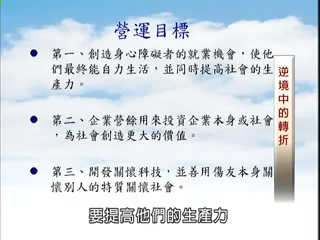 營運目標
第一、創造身心障礙者的就業機會，使他
們最終能自力生活，並同時提高社會的生
產力。
第二、企業營餘用來投資企業本身或社會
，為社會創造更大的價值。
第三、開發關懷科技，並善用傷友本身關
懷別人的特質關懷社會。
逆境中的轉折
要提高他們的生產力